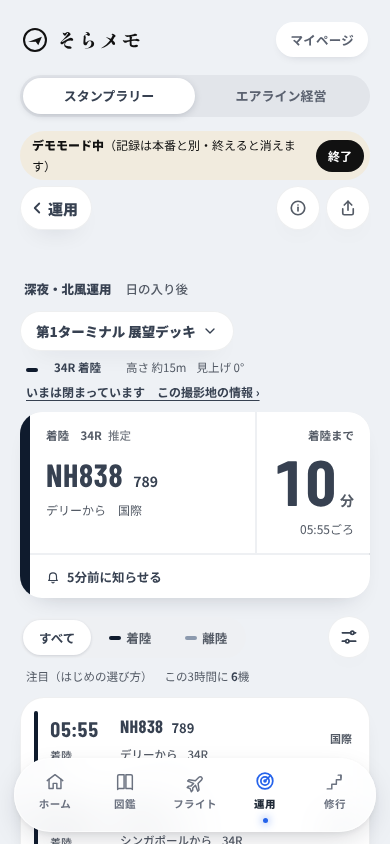 そらメモ
マイページ
スタンプラリー
エアライン経営
デモモード中（記録は本番と別・終えると消えま
す）
終了
運用
深夜・北風運用 日の入り後
第1ターミナル 展望デッキ
34R 着陸 高さ 約15m 見上げ 0°
いまは閉まっています この撮影地の情報 ›
着陸 34R 推定
着陸まで
NH838 789
10分
デリーから 国際
05:55ごろ
5分前に知らせる
すべて
着陸
離陸
注目（はじめの選び方） この3時間に 6機
05:55 NH838 789
国際
着陸 デリーから 34R
ホーム
図鑑
フライト
運用
修行
着陸 シンガポールから 34R